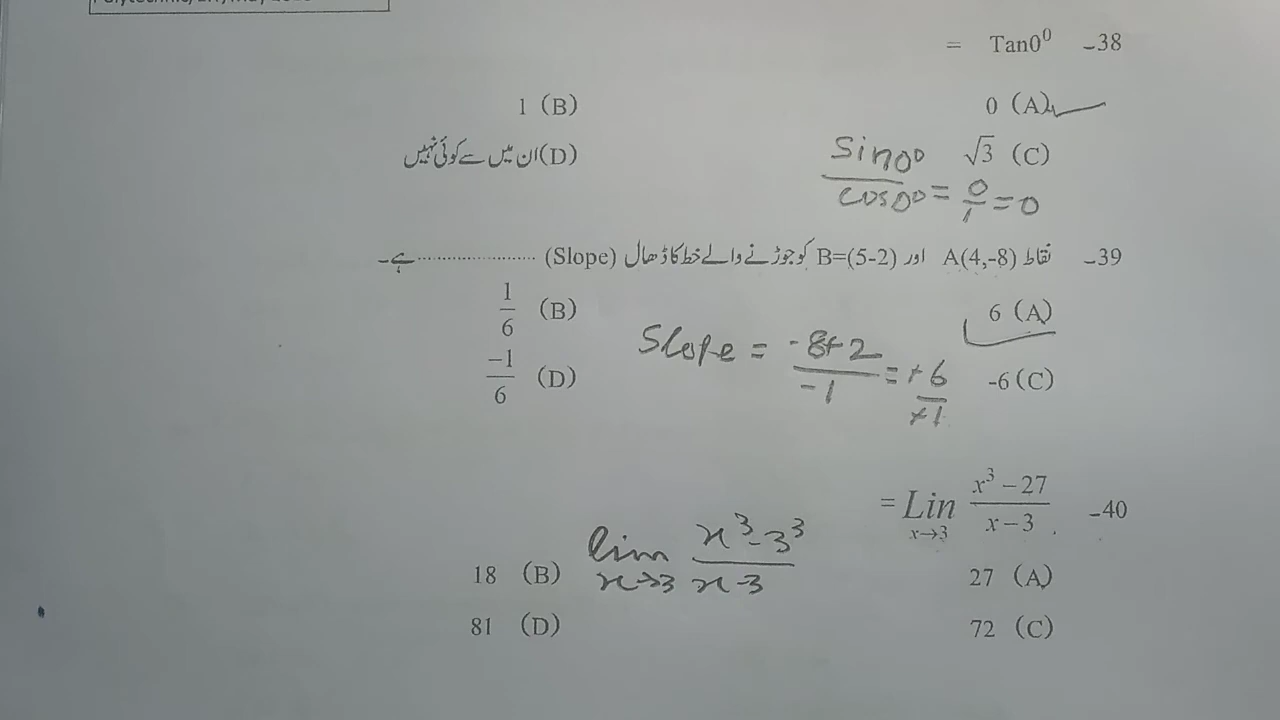 38- Tan0⁰ =
(A) 0 (B) 1
(C) √3 (D) ان میں سے کوئی نہیں
Sin0⁰/cos0⁰ = 0/1 = 0
39- نقاط A(4,-8) اور B=(5-2) کو جوڑنے والے خط کا ڈھال (Slope) ........................ ہے۔
(A) 6 (B) 1/6
Slope = -8+2/-1 = +6/+1
(C) -6 (D) -1/6
40- Lin x→3 x³-27/x-3 =
lim x→3 x³-3³/x-3
(A) 27 (B) 18
(C) 72 (D) 81